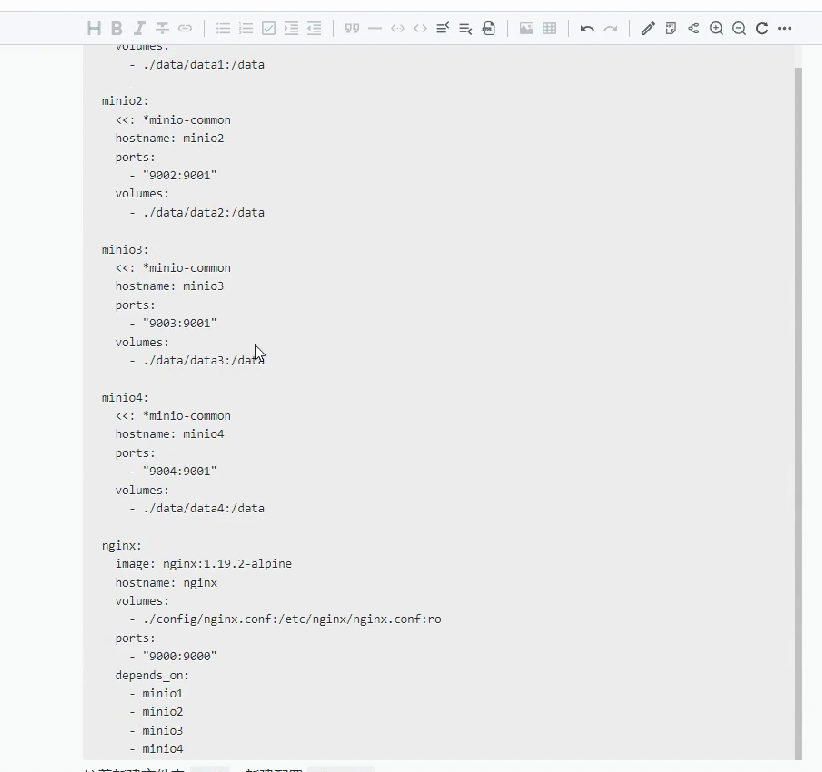 volumes:
- ./data/data1:/data
minio2:
<<: *minio-common
hostname: minio2
ports:
- "9002:9001"
volumes:
- ./data/data2:/data
minio3:
<<: *minio-common
hostname: minio3
ports:
- "9003:9001"
volumes:
- ./data/data3:/data
minio4:
<<: *minio-common
hostname: minio4
ports:
- "9004:9001"
volumes:
- ./data/data4:/data
nginx:
image: nginx:1.19.2-alpine
hostname: nginx
volumes:
- ./config/nginx.conf:/etc/nginx/nginx.conf:ro
ports:
- "9000:9000"
depends_on:
- minio1
- minio2
- minio3
- minio4